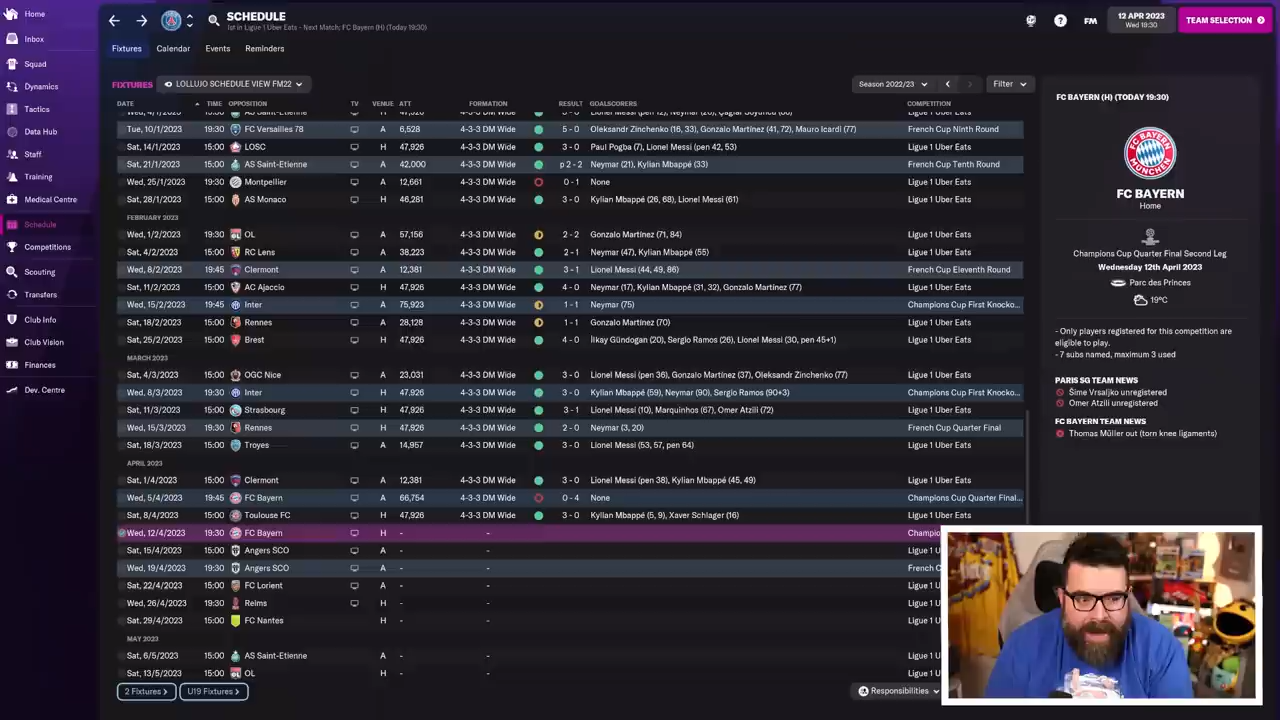 Home
Inbox
Squad
Dynamics
Tactics
Data Hub
Staff
Training
Medical Centre
Schedule
Competitions
Scouting
Transfers
Club Info
Club Vision
Finances
Dev. Centre
SCHEDULE
1st in Ligue 1 Uber Eats - Next Match: FC Bayern (H) (Today 19:30)
FM
12 APR 2023
Wed 19:30
TEAM SELECTION
Fixtures Calendar Events Reminders
FIXTURES LOLLUJO SCHEDULE VIEW FM22 Season 2022/23 Filter
DATE TIME OPPOSITION TV VENUE ATT FORMATION RESULT GOALSCORERS COMPETITION
Tue, 10/1/2023 19:30 FC Versailles 78 A 6,528 4-3-3 DM Wide 5 - 0 Oleksandr Zinchenko (16, 33), Gonzalo Martínez (41, 72), Mauro Icardi (77) French Cup Ninth Round
Sat, 14/1/2023 15:00 LOSC H 47,926 4-3-3 DM Wide 3 - 0 Paul Pogba (7), Lionel Messi (pen 42, 53) Ligue 1 Uber Eats
Sat, 21/1/2023 15:00 AS Saint-Etienne A 42,000 4-3-3 DM Wide p 2 - 2 Neymar (21), Kylian Mbappé (33) French Cup Tenth Round
Wed, 25/1/2023 19:30 Montpellier A 12,661 4-3-3 DM Wide 0 - 1 None Ligue 1 Uber Eats
Sat, 28/1/2023 15:00 AS Monaco H 46,281 4-3-3 DM Wide 3 - 0 Kylian Mbappé (26, 68), Lionel Messi (61) Ligue 1 Uber Eats
FEBRUARY 2023
Wed, 1/2/2023 19:30 OL A 57,156 4-3-3 DM Wide 2 - 2 Gonzalo Martínez (71, 84) Ligue 1 Uber Eats
Sat, 4/2/2023 15:00 RC Lens A 38,223 4-3-3 DM Wide 2 - 1 Neymar (47), Kylian Mbappé (55) Ligue 1 Uber Eats
Wed, 8/2/2023 19:45 Clermont A 12,381 4-3-3 DM Wide 3 - 1 Lionel Messi (44, 49, 86) French Cup Eleventh Round
Sat, 11/2/2023 15:00 AC Ajaccio H 47,926 4-3-3 DM Wide 4 - 0 Neymar (17), Kylian Mbappé (31, 32), Gonzalo Martínez (77) Ligue 1 Uber Eats
Wed, 15/2/2023 19:45 Inter A 75,923 4-3-3 DM Wide 1 - 1 Neymar (75) Champions Cup First Knocko...
Sat, 18/2/2023 15:00 Rennes A 28,128 4-3-3 DM Wide 1 - 1 Gonzalo Martínez (70) Ligue 1 Uber Eats
Sat, 25/2/2023 15:00 Brest H 47,926 4-3-3 DM Wide 4 - 0 İlkay Gündogan (20), Sergio Ramos (26), Lionel Messi (30, pen 45+1) Ligue 1 Uber Eats
MARCH 2023
Sat, 4/3/2023 15:00 OGC Nice A 23,031 4-3-3 DM Wide 3 - 0 Lionel Messi (pen 36), Gonzalo Martínez (37), Oleksandr Zinchenko (77) Ligue 1 Uber Eats
Wed, 8/3/2023 19:30 Inter H 47,926 4-3-3 DM Wide 3 - 0 Kylian Mbappé (59), Neymar (90), Sergio Ramos (90+3) Champions Cup First Knocko...
Sat, 11/3/2023 15:00 Strasbourg H 47,926 4-3-3 DM Wide 3 - 1 Lionel Messi (10), Marquinhos (67), Omer Atzili (72) Ligue 1 Uber Eats
Wed, 15/3/2023 19:30 Rennes H 47,926 4-3-3 DM Wide 2 - 0 Neymar (3, 20) French Cup Quarter Final
Sat, 18/3/2023 15:00 Troyes A 14,957 4-3-3 DM Wide 3 - 0 Lionel Messi (53, 57, pen 64) Ligue 1 Uber Eats
APRIL 2023
Sat, 1/4/2023 15:00 Clermont A 12,381 4-3-3 DM Wide 3 - 0 Lionel Messi (pen 38), Kylian Mbappé (45, 49) Ligue 1 Uber Eats
Wed, 5/4/2023 19:45 FC Bayern A 66,754 4-3-3 DM Wide 0 - 4 None Champions Cup Quarter Final...
Sat, 8/4/2023 15:00 Toulouse FC H 47,926 4-3-3 DM Wide 3 - 0 Kylian Mbappé (5, 9), Xaver Schlager (16) Ligue 1 Uber Eats
Wed, 12/4/2023 19:30 FC Bayern H - - Champio
Sat, 15/4/2023 15:00 Angers SCO A - - Ligue 1 U
Wed, 19/4/2023 19:30 Angers SCO A - - French C
Sat, 22/4/2023 15:00 FC Lorient A - - Ligue 1 U
Wed, 26/4/2023 19:30 Reims H - - Ligue 1 U
Sat, 29/4/2023 15:00 FC Nantes H - - Ligue 1 U
MAY 2023
Sat, 6/5/2023 15:00 AS Saint-Etienne A - - Ligue 1 U
Sat, 13/5/2023 15:00 OL H - - Ligue 1 U
2 Fixtures > U19 Fixtures > Responsibilities
FC BAYERN (H) (TODAY 19:30)
FC BAYERN
Home
Champions Cup Quarter Final Second Leg
Wednesday 12th April 2023
Parc des Princes
19°C
- Only players registered for this competition are
eligible to play.
- 7 subs named, maximum 3 used
PARIS SG TEAM NEWS
Šime Vrsaljko unregistered
Omer Atzili unregistered
FC BAYERN TEAM NEWS
Thomas Müller out (torn knee ligaments)